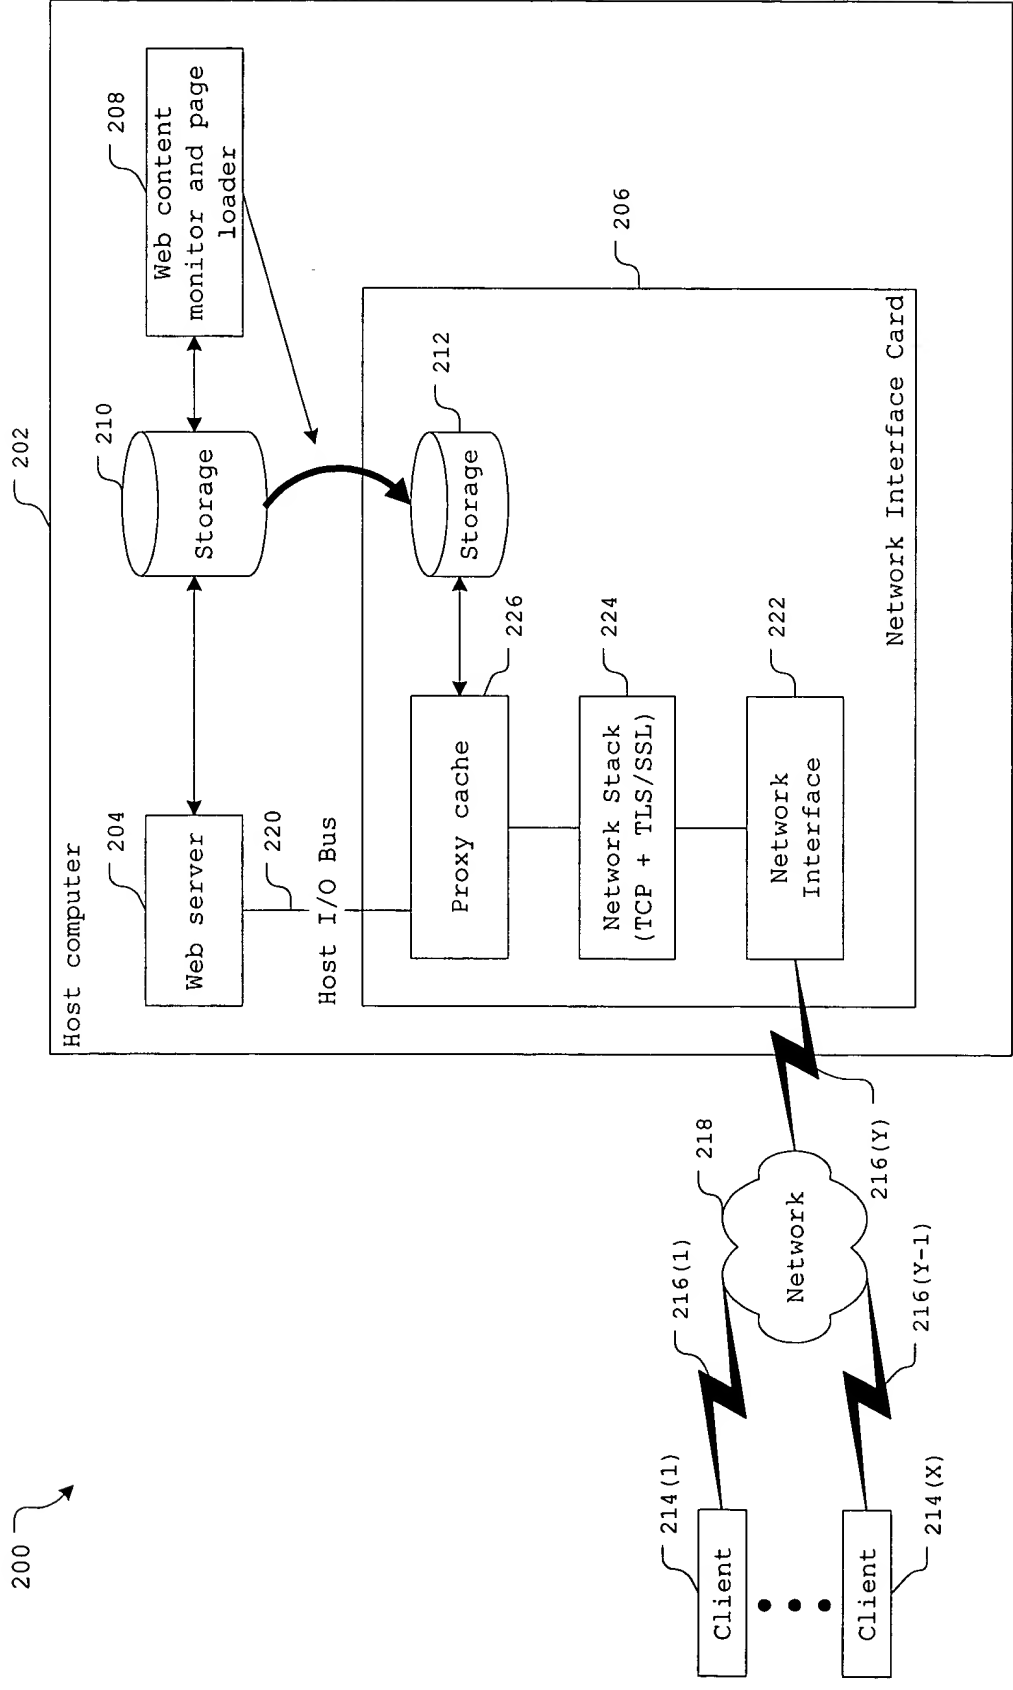 200
202
Host computer
204
Web server
210
Storage
208
Web content
monitor and page
loader
220
Host I/O Bus
206
212
Storage
226
Proxy cache
224
Network Stack
(TCP + TLS/SSL)
222
Network
Interface
Network Interface Card
214(1)
Client
216(1)
218
Network
216(Y)
Client
214(X)
216(Y-1)